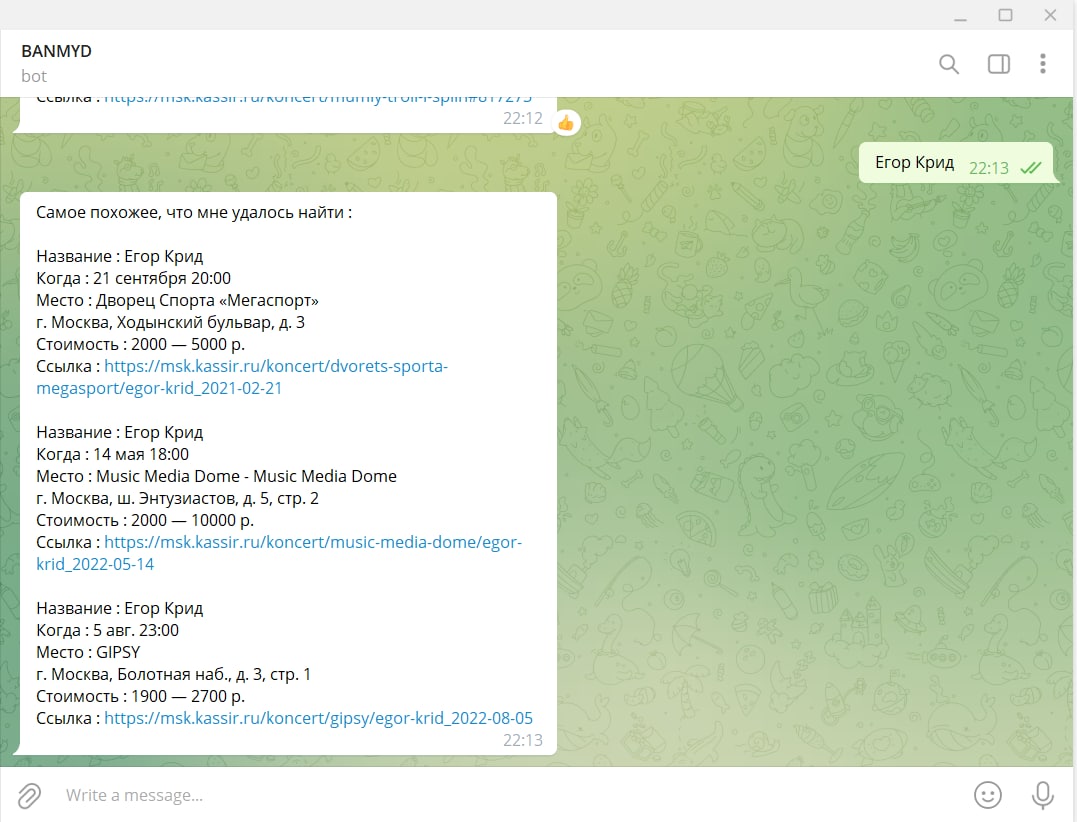 BANMYD
bot
Ссылка : https://msk.kassir.ru/koncert/mumiy-troll-i-splin#817273
22:12
Егор Крид 22:13
Самое похожее, что мне удалось найти :
Название : Егор Крид
Когда : 21 сентября 20:00
Место : Дворец Спорта «Мегаспорт»
г. Москва, Ходынский бульвар, д. 3
Стоимость : 2000 — 5000 р.
Ссылка : https://msk.kassir.ru/koncert/dvorets-sporta-
megasport/egor-krid_2021-02-21
Название : Егор Крид
Когда : 14 мая 18:00
Место : Music Media Dome - Music Media Dome
г. Москва, ш. Энтузиастов, д. 5, стр. 2
Стоимость : 2000 — 10000 р.
Ссылка : https://msk.kassir.ru/koncert/music-media-dome/egor-
krid_2022-05-14
Название : Егор Крид
Когда : 5 авг. 23:00
Место : GIPSY
г. Москва, Болотная наб., д. 3, стр. 1
Стоимость : 1900 — 2700 р.
Ссылка : https://msk.kassir.ru/koncert/gipsy/egor-krid_2022-08-05
22:13
Write a message...